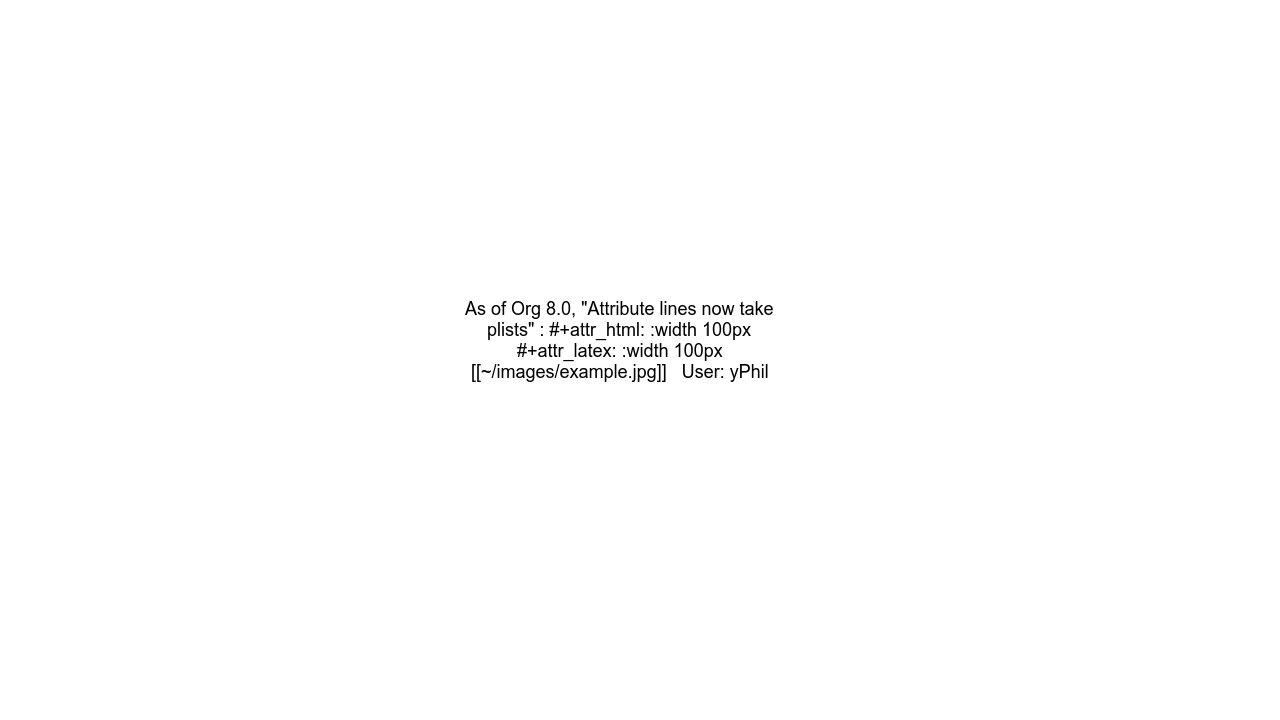 As of Org 8.0, "Attribute lines now take
plists" : #+attr_html: :width 100px
#+attr_latex: :width 100px
[[~/images/example.jpg]]   User: yPhil